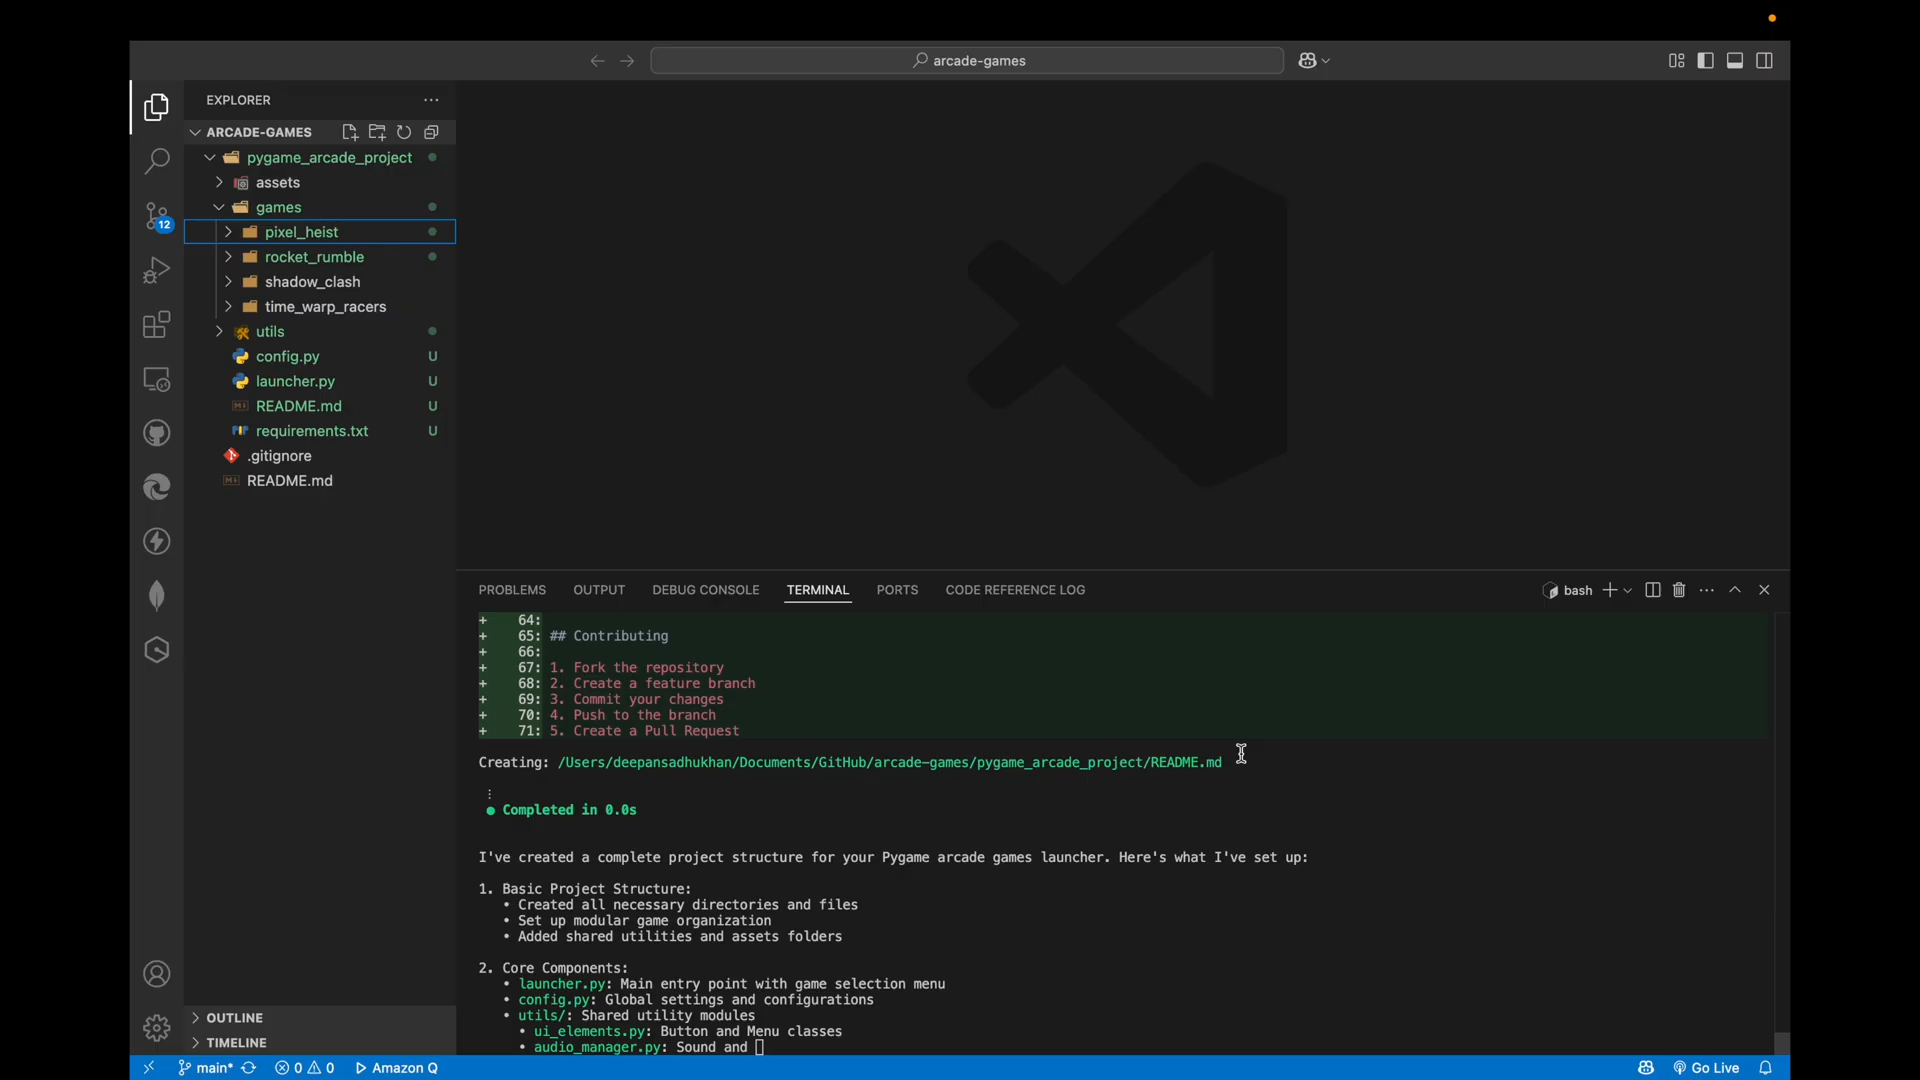 arcade-games
EXPLORER
ARCADE-GAMES
pygame_arcade_project
assets
games
pixel_heist
rocket_rumble
shadow_clash
time_warp_racers
utils
config.py U
launcher.py U
README.md U
requirements.txt U
.gitignore
README.md
12
OUTLINE
TIMELINE
PROBLEMS OUTPUT DEBUG CONSOLE TERMINAL PORTS CODE REFERENCE LOG
bash
+ 64:
+ 65: ## Contributing
+ 66:
+ 67: 1. Fork the repository
+ 68: 2. Create a feature branch
+ 69: 3. Commit your changes
+ 70: 4. Push to the branch
+ 71: 5. Create a Pull Request
Creating: /Users/deepansadhukhan/Documents/GitHub/arcade-games/pygame_arcade_project/README.md
⋮
● Completed in 0.0s
I've created a complete project structure for your Pygame arcade games launcher. Here's what I've set up:
1. Basic Project Structure:
• Created all necessary directories and files
• Set up modular game organization
• Added shared utilities and assets folders
2. Core Components:
• launcher.py: Main entry point with game selection menu
• config.py: Global settings and configurations
• utils/: Shared utility modules
• ui_elements.py: Button and Menu classes
• audio_manager.py: Sound and
main* 0 0 Amazon Q
Go Live